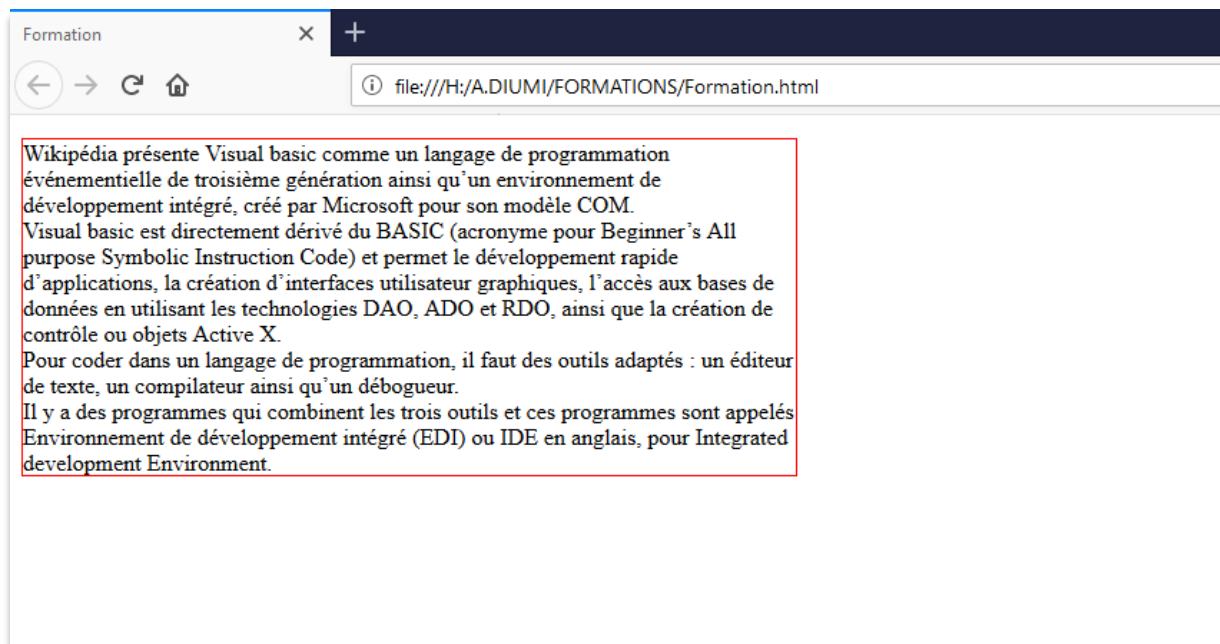 Formation
file:///H:/A.DIUMI/FORMATIONS/Formation.html
Wikipédia présente Visual basic comme un langage de programmation
événementielle de troisième génération ainsi qu’un environnement de
développement intégré, créé par Microsoft pour son modèle COM.
Visual basic est directement dérivé du BASIC (acronyme pour Beginner’s All
purpose Symbolic Instruction Code) et permet le développement rapide
d’applications, la création d’interfaces utilisateur graphiques, l’accès aux bases de
données en utilisant les technologies DAO, ADO et RDO, ainsi que la création de
contrôle ou objets Active X.
Pour coder dans un langage de programmation, il faut des outils adaptés : un éditeur
de texte, un compilateur ainsi qu’un débogueur.
Il y a des programmes qui combinent les trois outils et ces programmes sont appelés
Environnement de développement intégré (EDI) ou IDE en anglais, pour Integrated
development Environment.